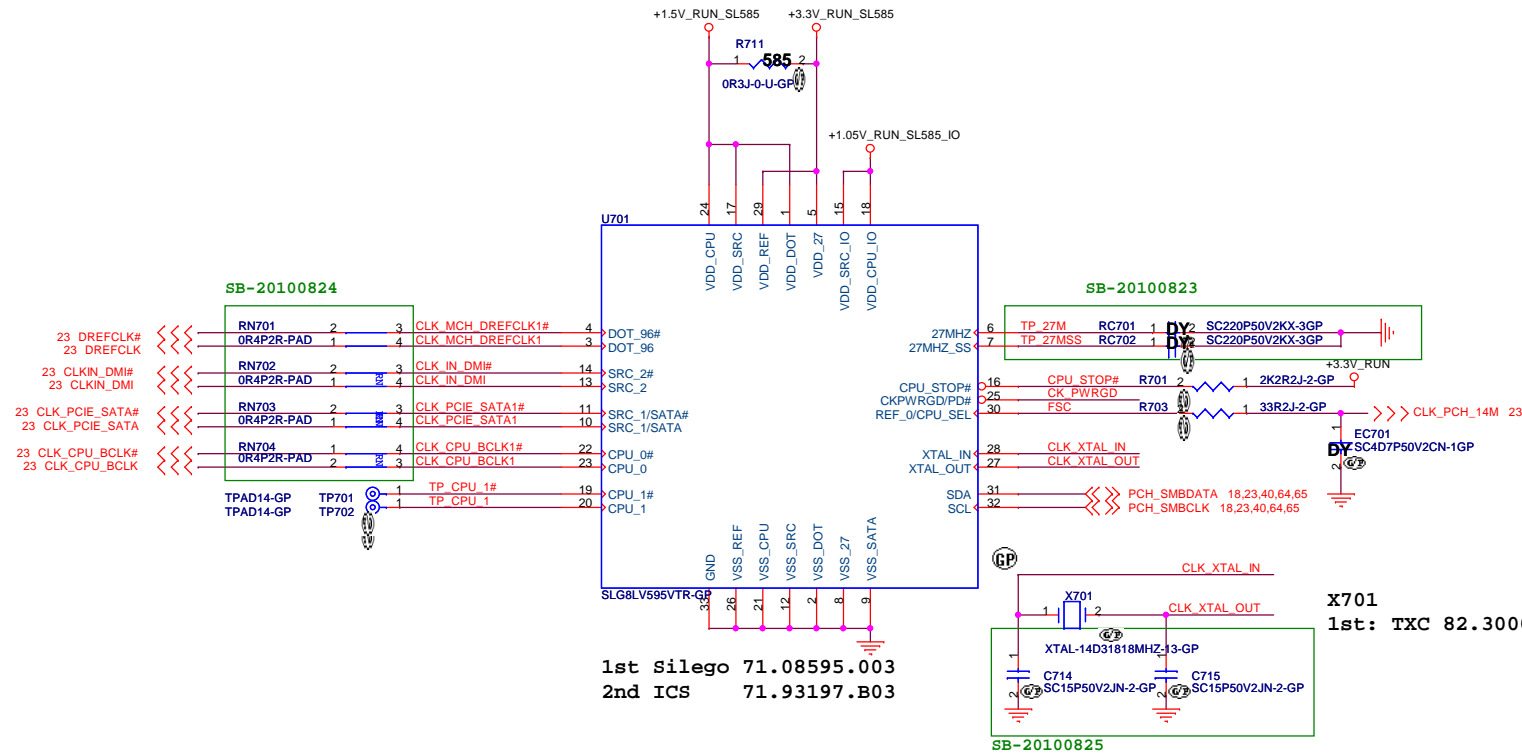 +1.5V_RUN_SL585
+3.3V_RUN_SL585
R711
1 585 2
0R3J-0-U-GP
+1.05V_RUN_SL585_IO
U701
24 17 29 1 5 15 18
VDD_CPU VDD_SRC VDD_REF VDD_DOT VDD_27 VDD_SRC_IO VDD_CPU_IO
SB-20100824
23 DREFCLK# RN701 2 3 CLK_MCH_DREFCLK1# 4 DOT_96#
23 DREFCLK 0R4P2R-PAD 1 4 CLK_MCH_DREFCLK1 3 DOT_96
23 CLKIN_DMI# RN702 2 3 CLK_IN_DMI# 14 SRC_2#
23 CLKIN_DMI 0R4P2R-PAD 1 4 CLK_IN_DMI 13 SRC_2
23 CLK_PCIE_SATA# RN703 2 3 CLK_PCIE_SATA1# 11 SRC_1/SATA#
23 CLK_PCIE_SATA 0R4P2R-PAD 1 4 CLK_PCIE_SATA1 10 SRC_1/SATA
23 CLK_CPU_BCLK# RN704 1 4 CLK_CPU_BCLK1# 22 CPU_0#
23 CLK_CPU_BCLK 0R4P2R-PAD 2 3 CLK_CPU_BCLK1 23 CPU_0
TPAD14-GP TP701 1 TP_CPU_1# 19 CPU_1#
TPAD14-GP TP702 1 TP_CPU_1 20 CPU_1
SB-20100823
27MHZ 6 TP_27M RC701 1 DY SC220P50V2KX-3GP
27MHZ_SS 7 TP_27MSS RC702 1 DY 2 SC220P50V2KX-3GP
+3.3V_RUN
CPU_STOP# 16 CPU_STOP# R701 2 1 2K2R2J-2-GP
CKPWRGD/PD# 25 CK_PWRGD
REF_0/CPU_SEL 30 FSC R703 2 1 33R2J-2-GP CLK_PCH_14M 23
1
EC701
DY SC4D7P50V2CN-1GP
2
XTAL_IN 28 CLK_XTAL_IN
XTAL_OUT 27 CLK_XTAL_OUT
SDA 31 PCH_SMBDATA 18,23,40,64,65
SCL 32 PCH_SMBCLK 18,23,40,64,65
GND VSS_REF VSS_CPU VSS_SRC VSS_DOT VSS_27 VSS_SATA
33 26 21 12 2 8 9
SLG8LV595VTR-GP
GP
CLK_XTAL_IN
X701
1 2 CLK_XTAL_OUT
XTAL-14D31818MHZ-13-GP
1 C714
2 SC15P50V2JN-2-GP
1 C715
2 SC15P50V2JN-2-GP
SB-20100825
X701
1st: TXC 82.300
1st Silego 71.08595.003
2nd ICS 71.93197.B03